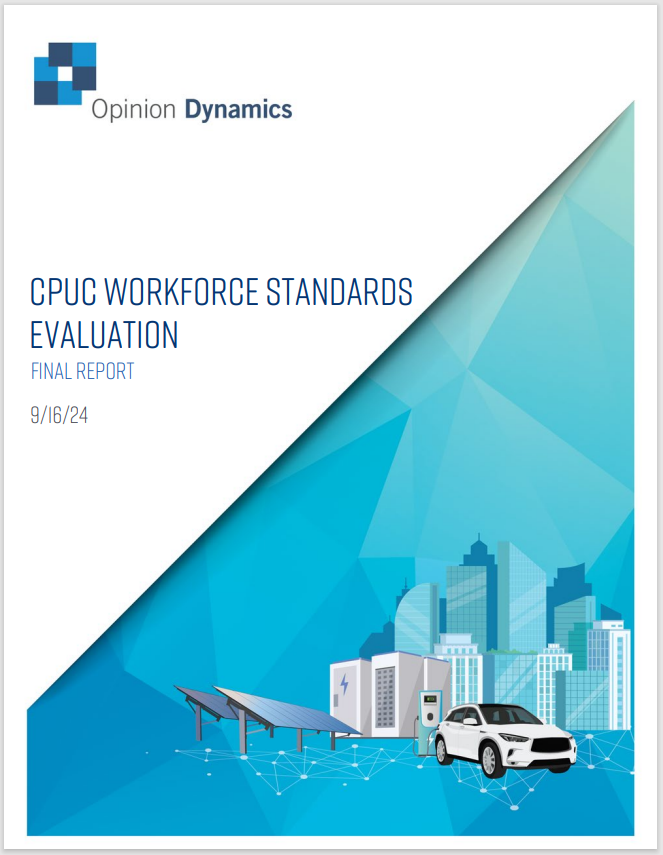 Opinion Dynamics
CPUC WORKFORCE STANDARDS
EVALUATION
FINAL REPORT
9/16/24